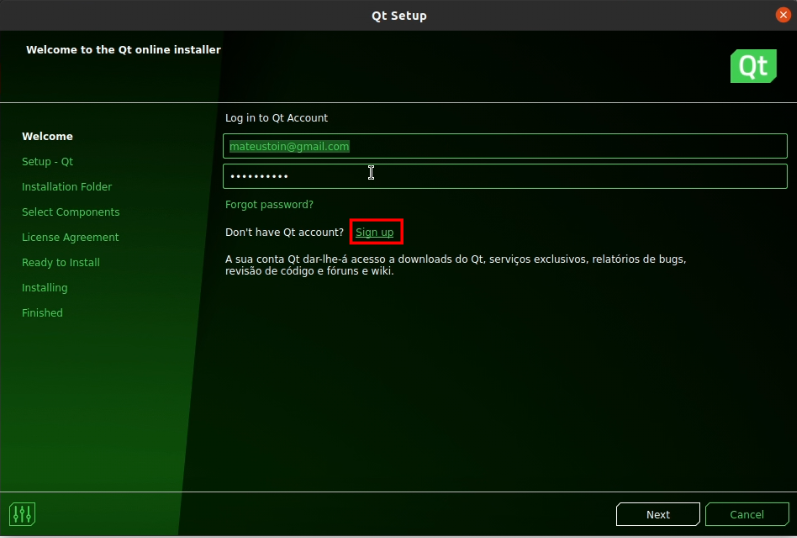 Qt Setup
Welcome to the Qt online installer
Qt
Log in to Qt Account
mateustoin@gmail.com
••••••••••
Forgot password?
Don't have Qt account? Sign up
A sua conta Qt dar-lhe-á acesso a downloads do Qt, serviços exclusivos, relatórios de bugs,
revisão de código e fóruns e wiki.
Welcome
Setup - Qt
Installation Folder
Select Components
License Agreement
Ready to Install
Installing
Finished
Next
Cancel